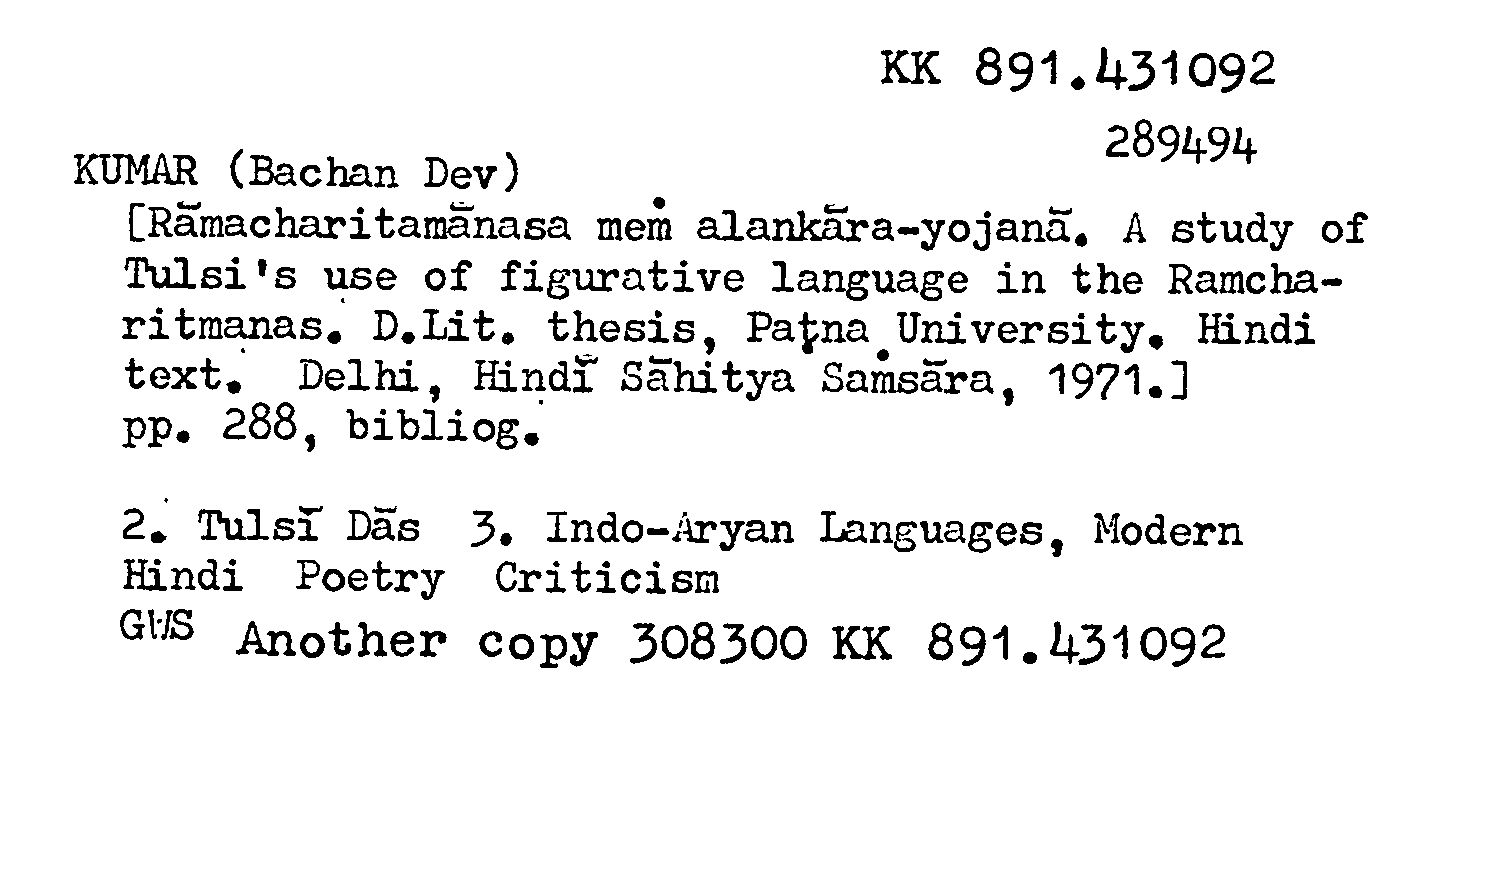 KK 891.431092
289494
KUMAR (Bachan Dev)
[Rāmacharitamānasa meṁ alankāra-yojanā. A study of
Tulsi's use of figurative language in the Ramcha-
ritmanas. D.Lit. thesis, Paṭna University. Hindi
text. Delhi, Hindī Sāhitya Saṁsāra, 1971.]
pp. 288, bibliog.
2. Tulsī Dās 3. Indo-Aryan Languages, Modern
Hindi Poetry Criticism
GWS Another copy 308300 KK 891.431092